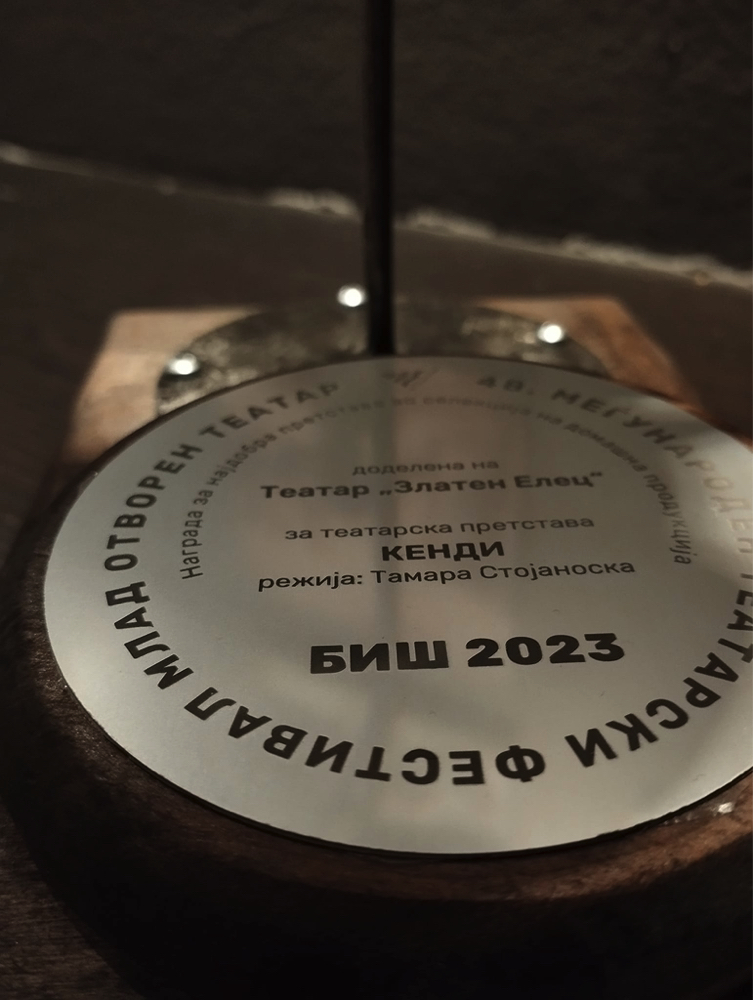 48. МЕЃУНАРОДЕН ТЕАТАРСКИ ФЕСТИВАЛ МЛАД ОТВОРЕН ТЕАТАР
Награда за најдобра претстава во селекција на домашна продукција
доделена на
Театар „Златен Елец“
за театарска претстава
КЕНДИ
режија: Тамара Стојаноска
БИШ 2023